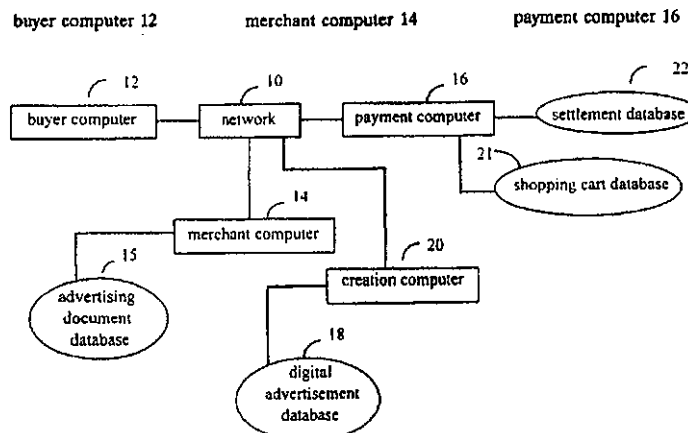 buyer computer 12 merchant computer 14 payment computer 16
12 10 16 22
buyer computer network payment computer settlement database
21
shopping cart database
14
merchant computer
15
advertising
document
database
20
creation computer
18
digital
advertisement
database